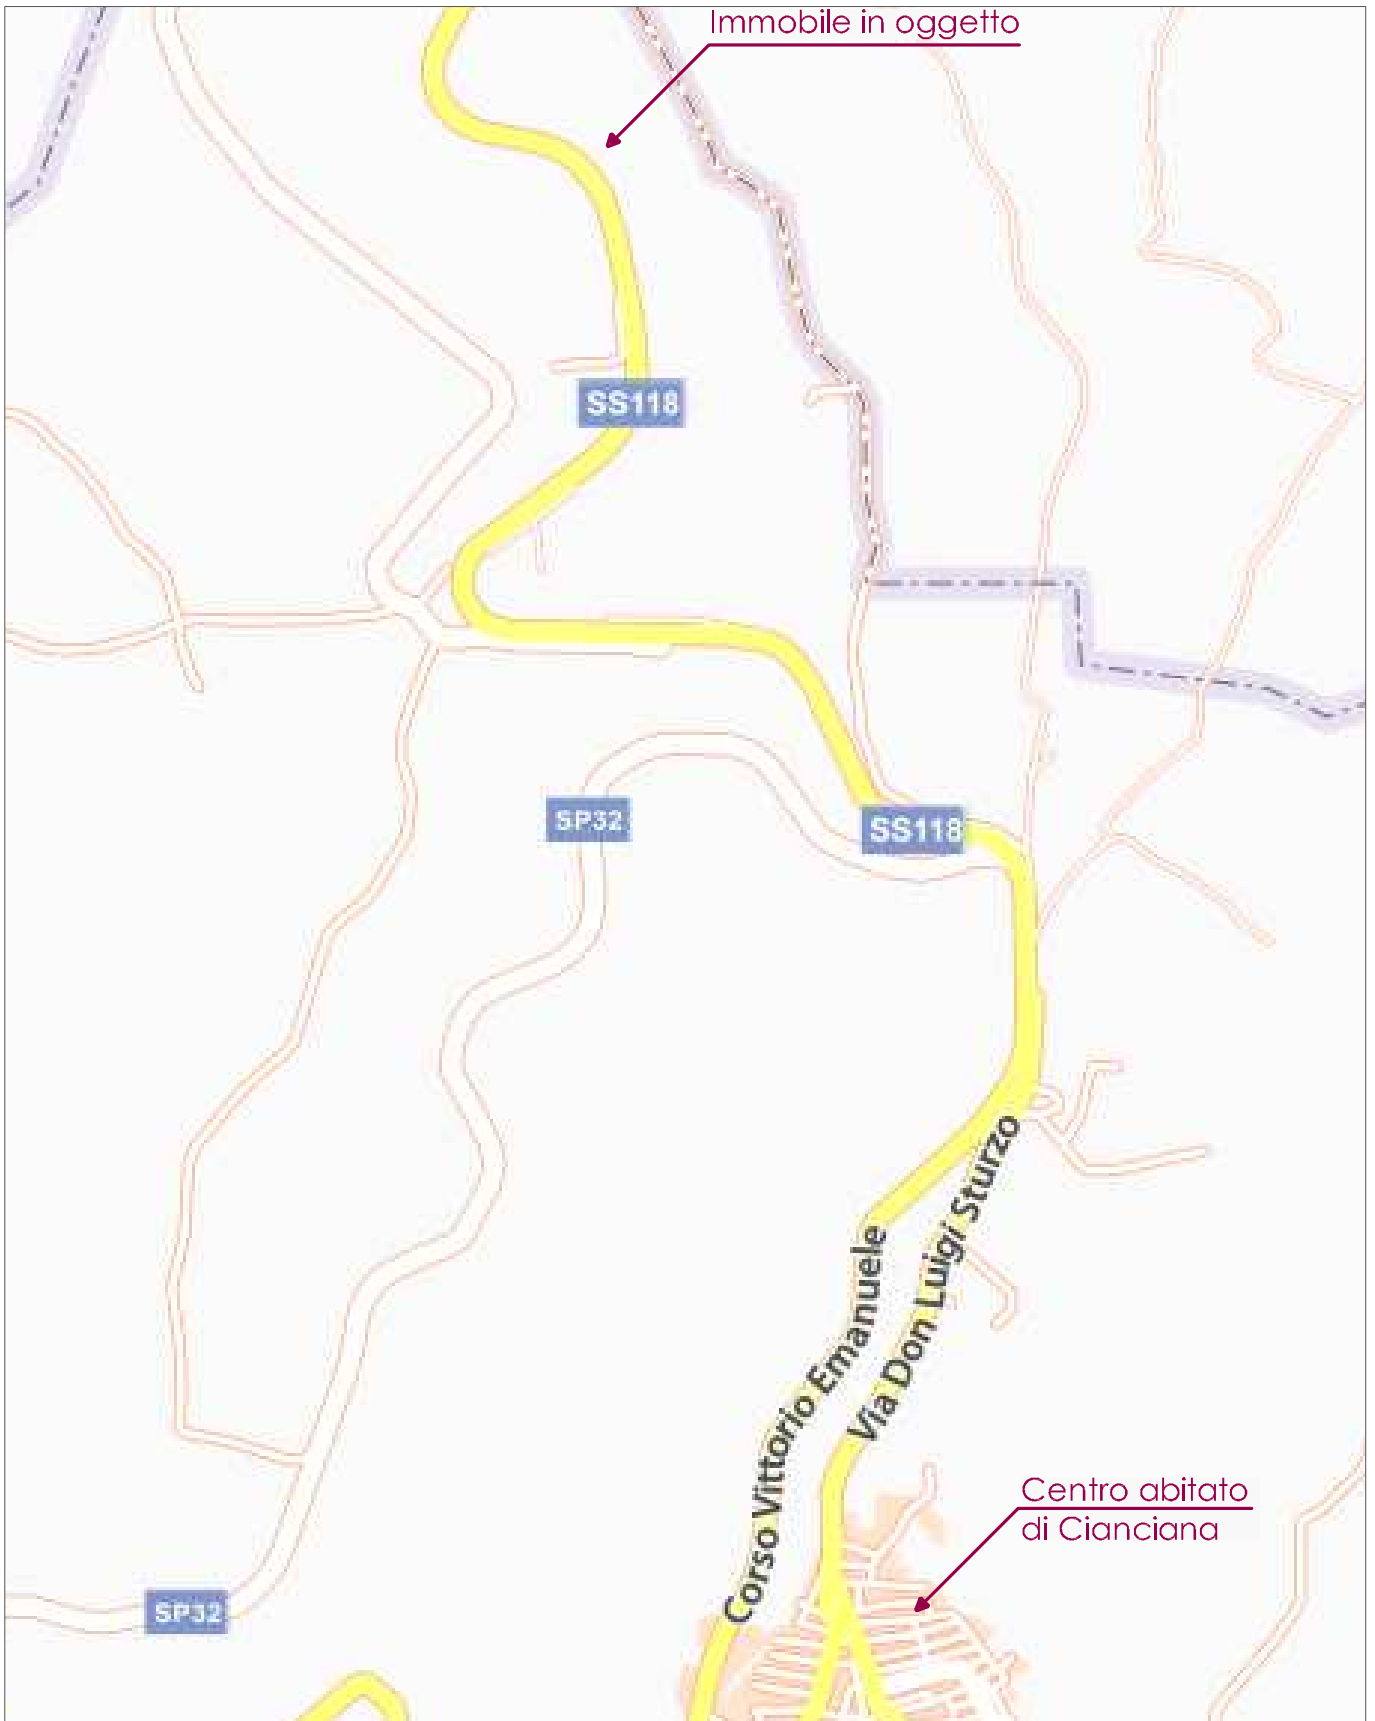 Immobile in oggetto
SS118
SP32
SS118
Via Don Luigi Sturzo
Corso Vittorio Emanuele
Centro abitato
di Cianciana
SP32